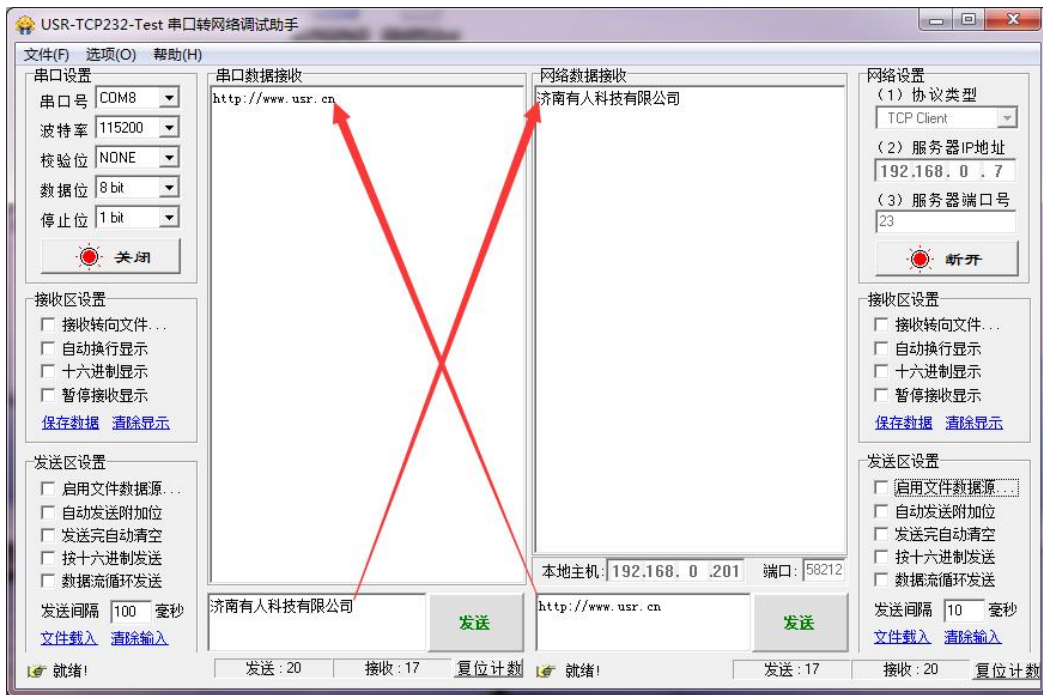 USR-TCP232-Test 串口转网络调试助手
文件(F) 选项(O) 帮助(H)
串口设置
串口号 COM8
波特率 115200
校验位 NONE
数据位 8 bit
停止位 1 bit
关闭
接收区设置
接收转向文件...
自动换行显示
十六进制显示
暂停接收显示
保存数据 清除显示
发送区设置
启用文件数据源...
自动发送附加位
发送完自动清空
按十六进制发送
数据流循环发送
发送间隔 100 毫秒
文件载入 清除输入
就绪!
串口数据接收
http://www.usr.cn
济南有人科技有限公司
发送
发送:20 接收:17 复位计数
网络数据接收
济南有人科技有限公司
本地主机: 192.168. 0 .201 端口: 58212
http://www.usr.cn
发送
就绪! 发送:17 接收:20 复位计数
网络设置
(1) 协议类型
TCP Client
(2) 服务器IP地址
192.168. 0 . 7
(3) 服务器端口号
23
断开
接收区设置
接收转向文件...
自动换行显示
十六进制显示
暂停接收显示
保存数据 清除显示
发送区设置
启用文件数据源...
自动发送附加位
发送完自动清空
按十六进制发送
数据流循环发送
发送间隔 10 毫秒
文件载入 清除输入